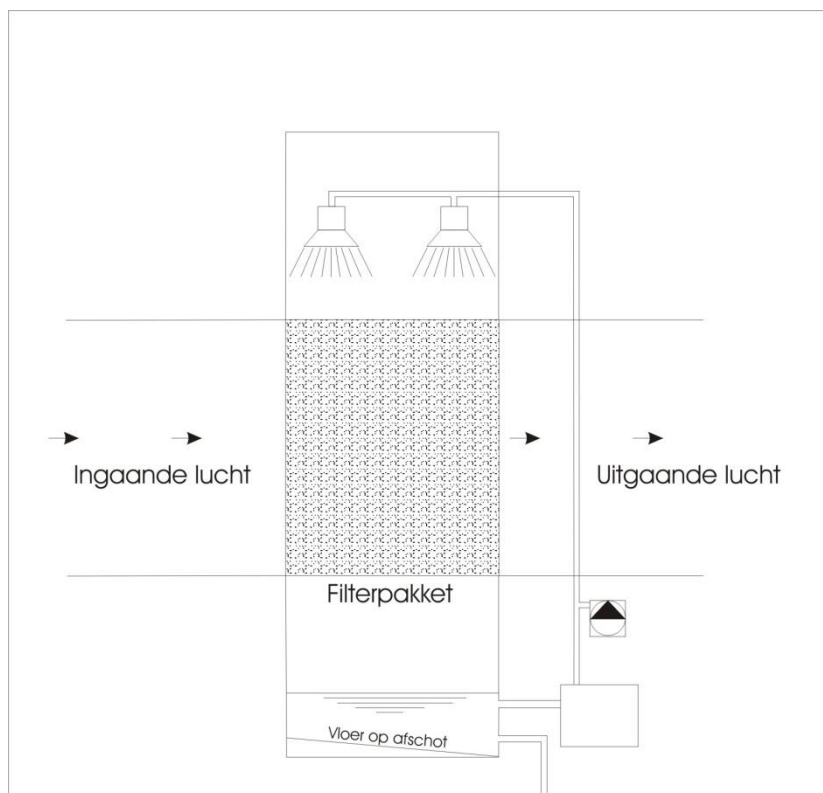 Ingaande lucht
Uitgaande lucht
Filterpakket
Vloer op afschot